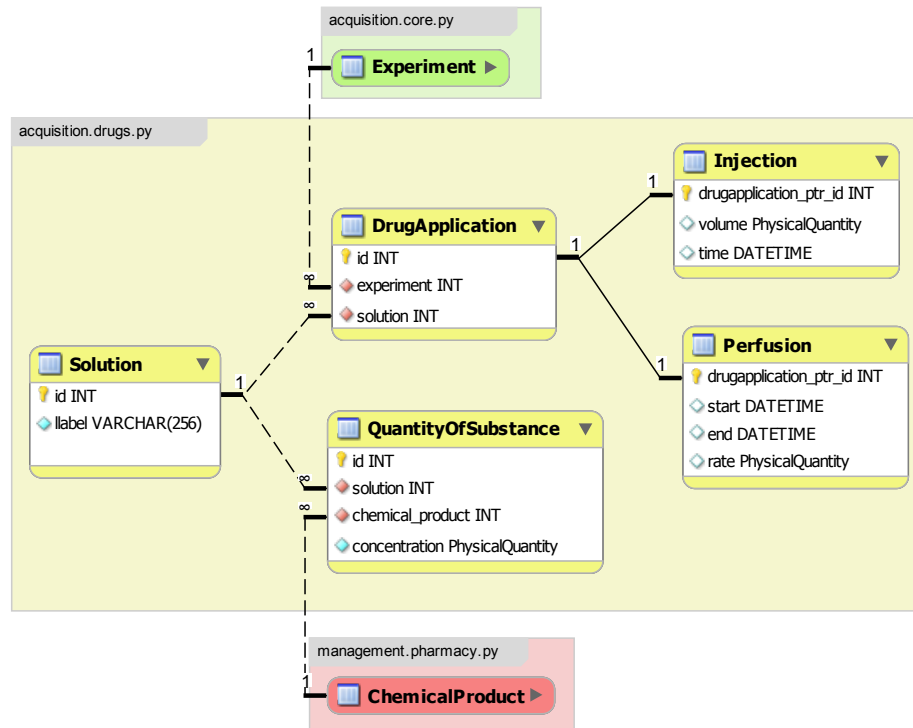 acquisition.core.py
1
Experiment
acquisition.drugs.py
Injection
drugapplication_ptr_id INT
volume PhysicalQuantity
time DATETIME
1
DrugApplication
id INT
experiment INT
solution INT
1
∞
∞
Perfusion
drugapplication_ptr_id INT
start DATETIME
end DATETIME
rate PhysicalQuantity
1
Solution
id INT
llabel VARCHAR(256)
1
QuantityOfSubstance
id INT
solution INT
chemical_product INT
concentration PhysicalQuantity
∞
∞
management.pharmacy.py
1
ChemicalProduct